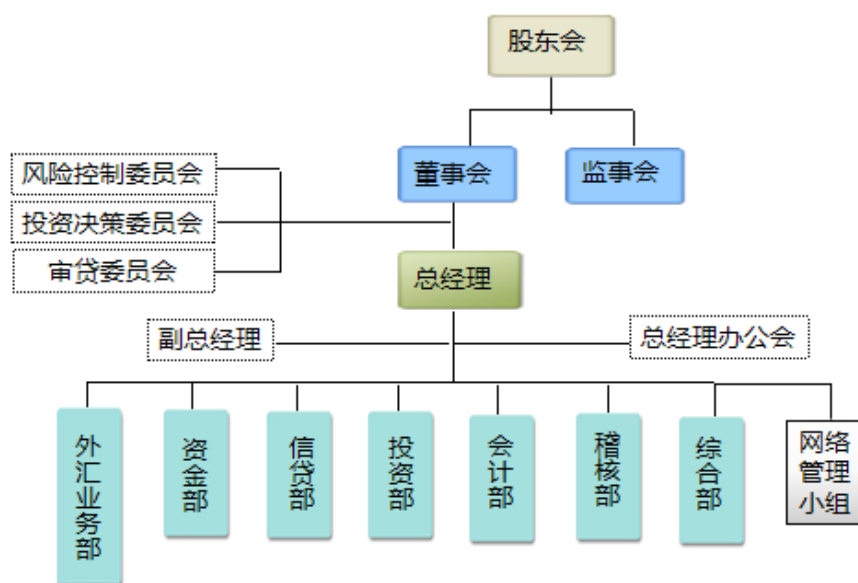 股东会
董事会
监事会
风险控制委员会
投资决策委员会
审贷委员会
总经理
副总经理
总经理办公会
外汇业务部
资金部
信贷部
投资部
会计部
稽核部
综合部
网络
管理
小组